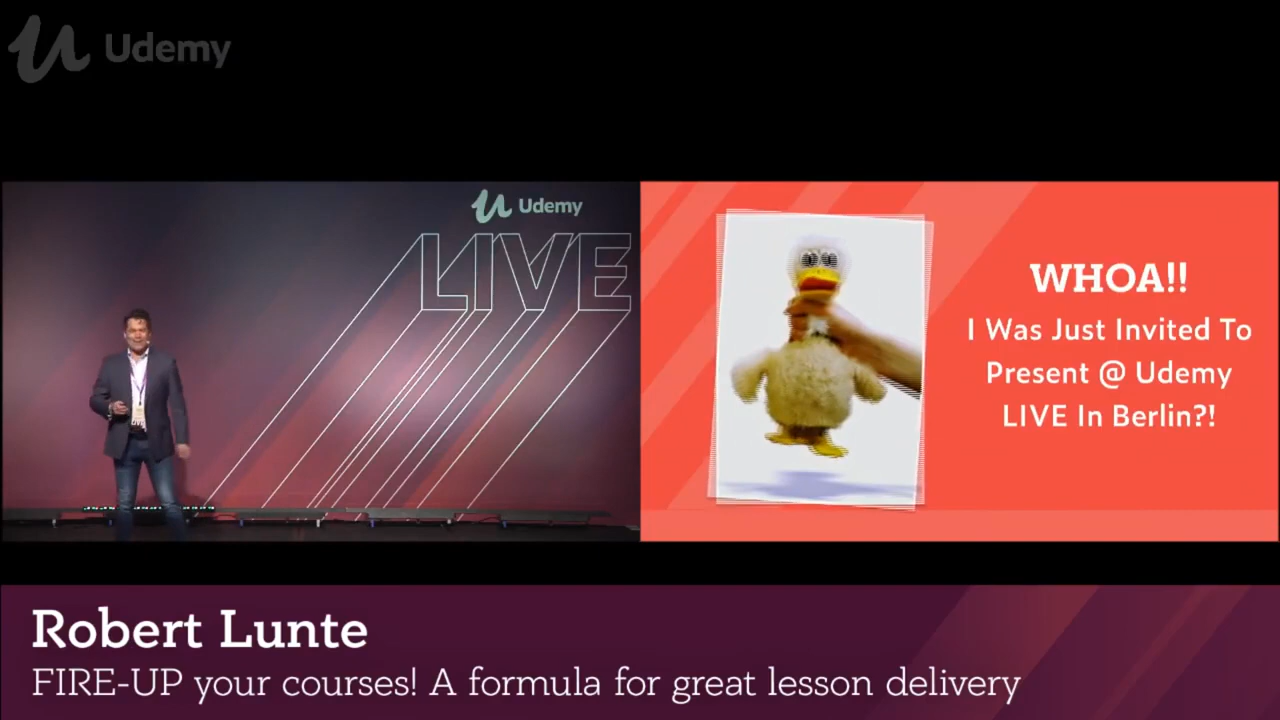 Udemy
Udemy
LIVE
WHOA!!
I Was Just Invited To
Present @ Udemy
LIVE In Berlin?!
Robert Lunte
FIRE-UP your courses! A formula for great lesson delivery